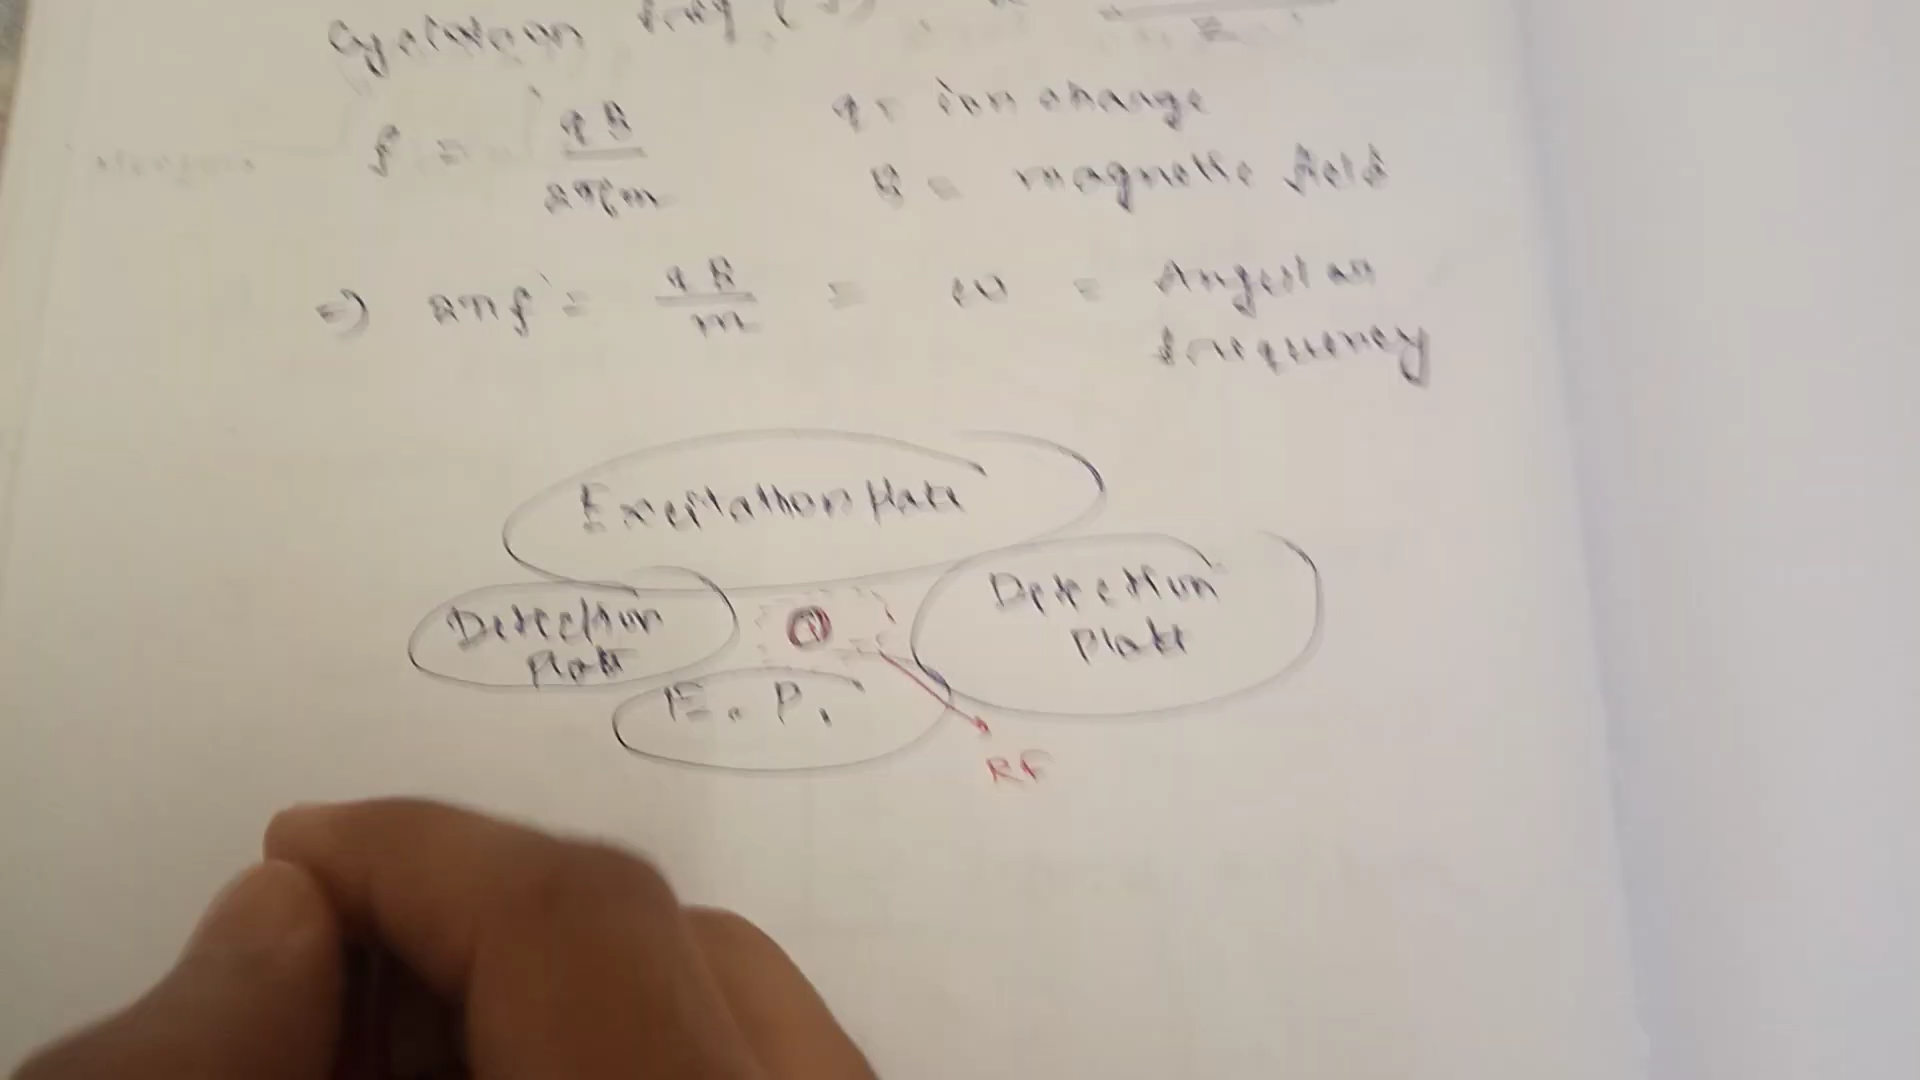 Cyclotron freq (f)
f = qB / 2πm
q = ion charge
B = magnetic field
=> 2πf = qB / m = ω = Angular
frequency
Excitation plate
Detection
plate
Detection
plate
E. P.
RF